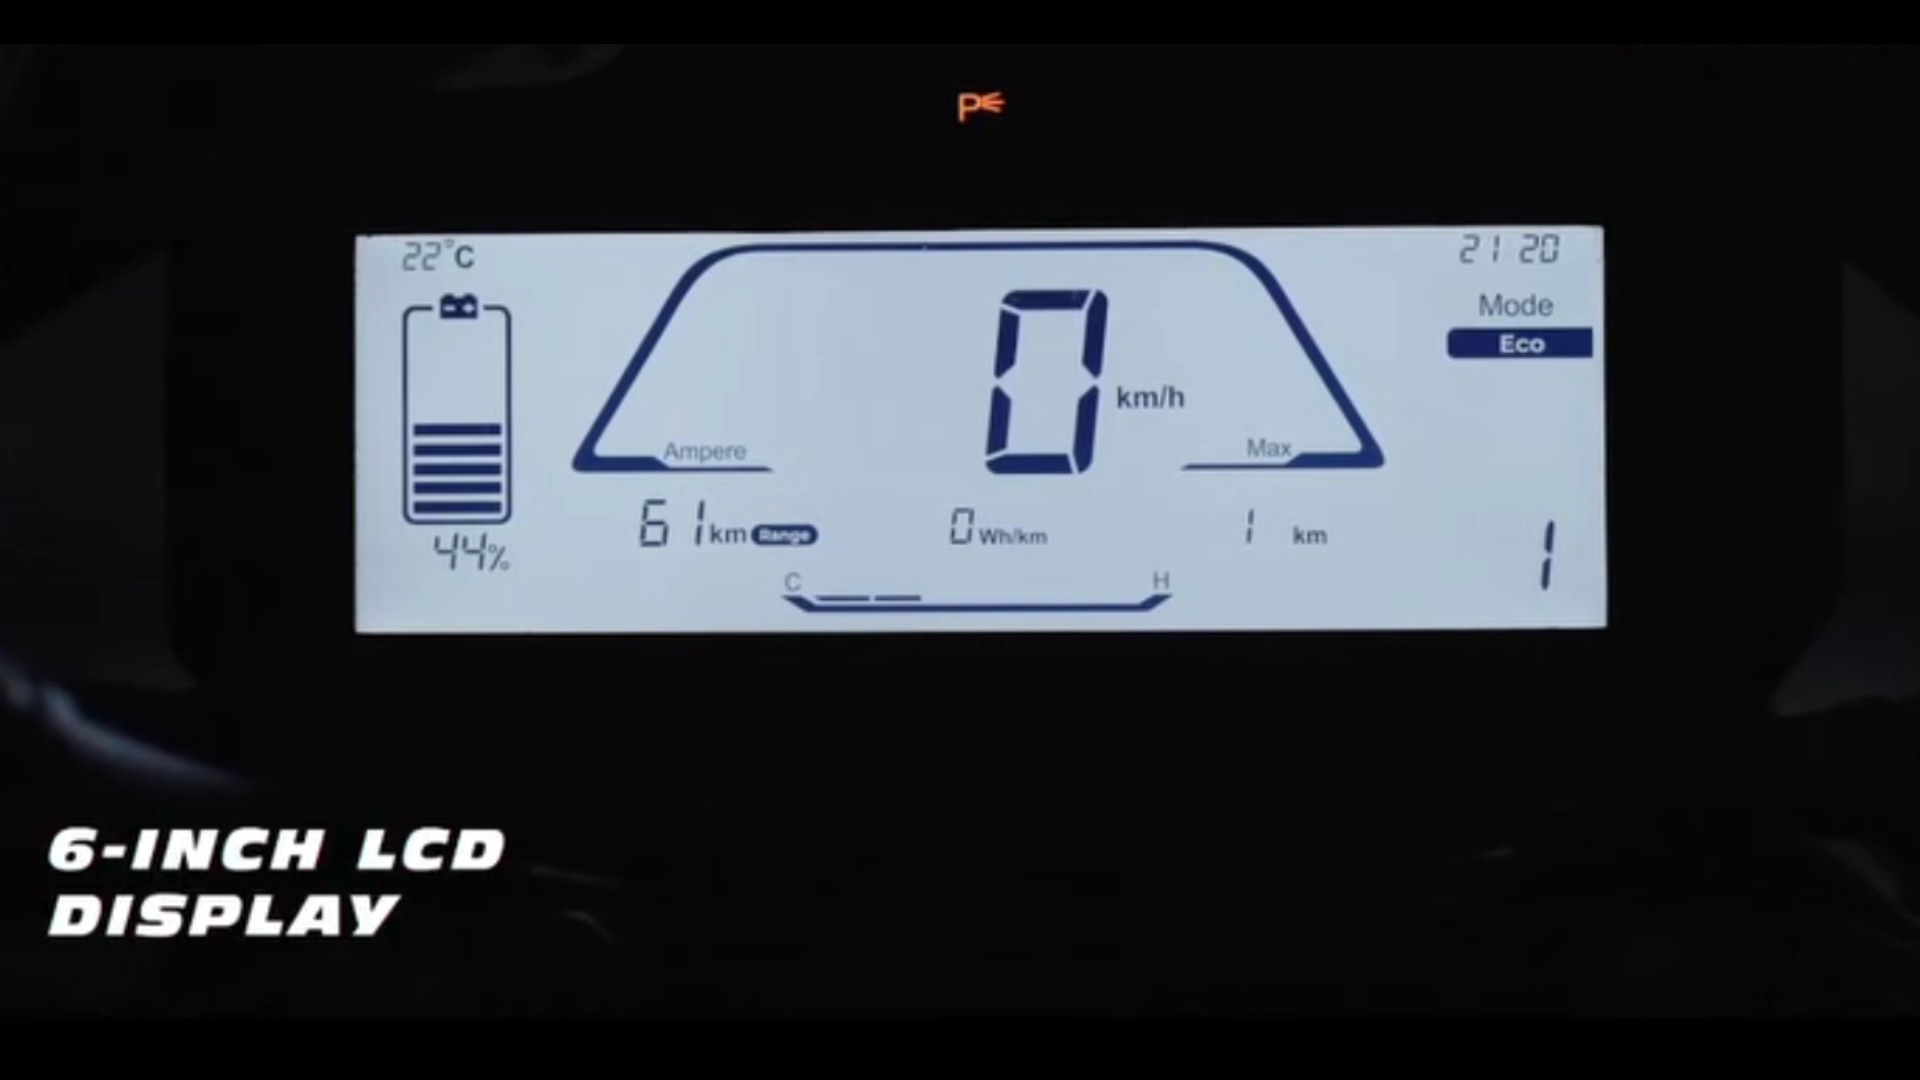 P
22°C
21 20
Mode
Eco
0 km/h
Ampere
Max
61 km Range
0 Wh/km
1 km
44%
1
C H
6-INCH LCD
DISPLAY